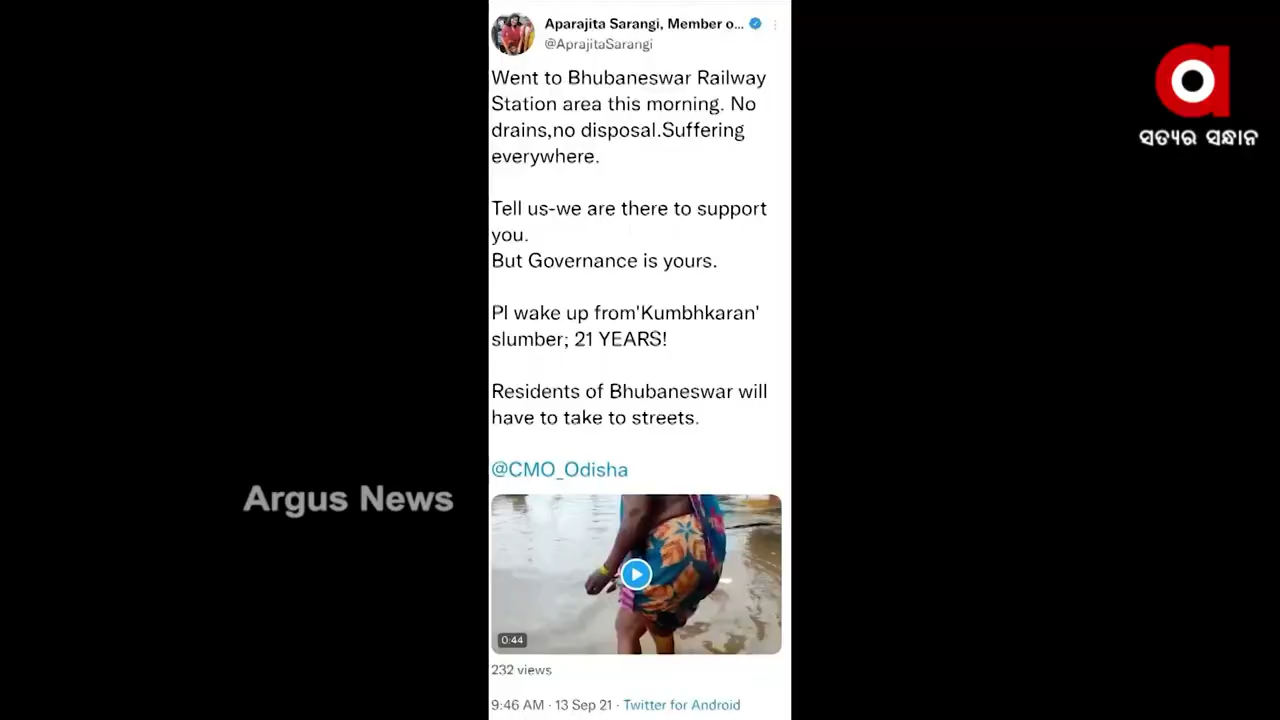 Aparajita Sarangi, Member o...
@AprajitaSarangi
Went to Bhubaneswar Railway
Station area this morning. No
drains,no disposal.Suffering
everywhere.
Tell us-we are there to support
you.
But Governance is yours.
Pl wake up from'Kumbhkaran'
slumber; 21 YEARS!
Residents of Bhubaneswar will
have to take to streets.
@CMO_Odisha
0:44
232 views
9:46 AM · 13 Sep 21 · Twitter for Android
Argus News
a
ସତ୍ୟର ସନ୍ଧାନ